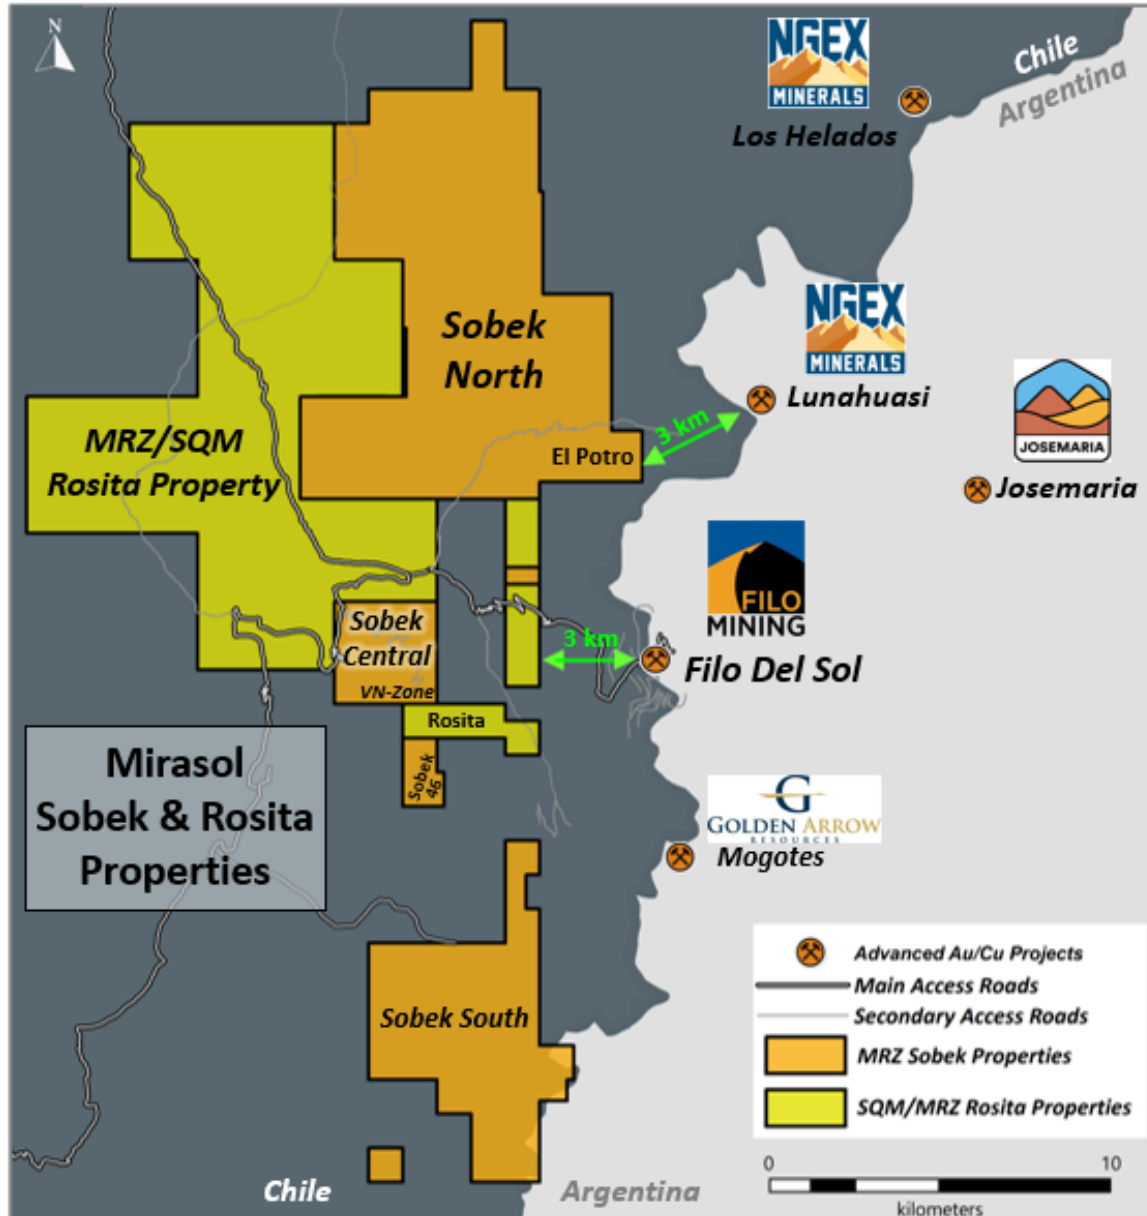 N
NGEX
MINERALS
Los Helados
Chile
Argentina
Sobek
North
NGEX
MINERALS
Lunahuasi
JOSEMARIA
Josemaria
MRZ/SQM
Rosita Property
El Potro
3 km
FILO
MINING
Filo Del Sol
3 km
Sobek
Central
VN-Zone
Rosita
Sobek
46
Mirasol
Sobek & Rosita
Properties
G
GOLDEN ARROW
RESOURCES
Mogotes
Sobek South
Advanced Au/Cu Projects
Main Access Roads
Secondary Access Roads
MRZ Sobek Properties
SQM/MRZ Rosita Properties
Chile
Argentina
0 10
kilometers